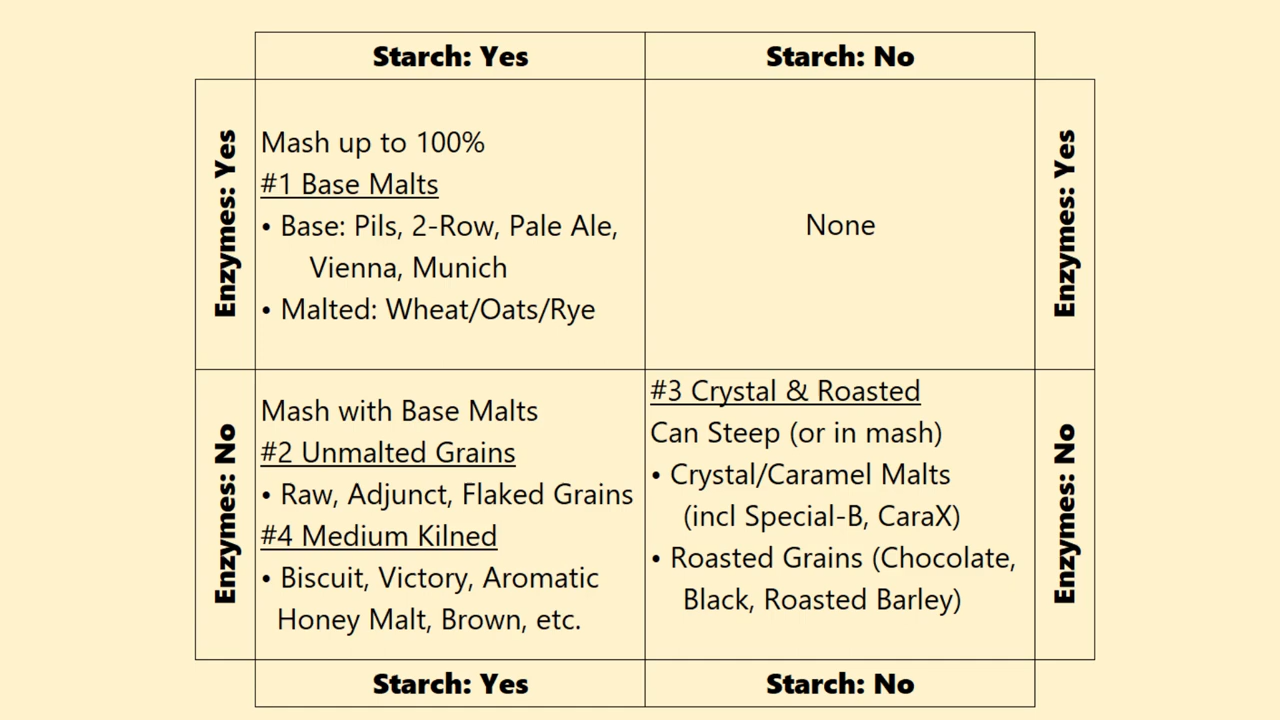 Starch: Yes
Starch: No
Enzymes: Yes
Mash up to 100%
#1 Base Malts
• Base: Pils, 2-Row, Pale Ale,
Vienna, Munich
• Malted: Wheat/Oats/Rye
None
Enzymes: Yes
Enzymes: No
Mash with Base Malts
#2 Unmalted Grains
• Raw, Adjunct, Flaked Grains
#4 Medium Kilned
• Biscuit, Victory, Aromatic
Honey Malt, Brown, etc.
#3 Crystal & Roasted
Can Steep (or in mash)
• Crystal/Caramel Malts
(incl Special-B, CaraX)
• Roasted Grains (Chocolate,
Black, Roasted Barley)
Enzymes: No
Starch: Yes
Starch: No